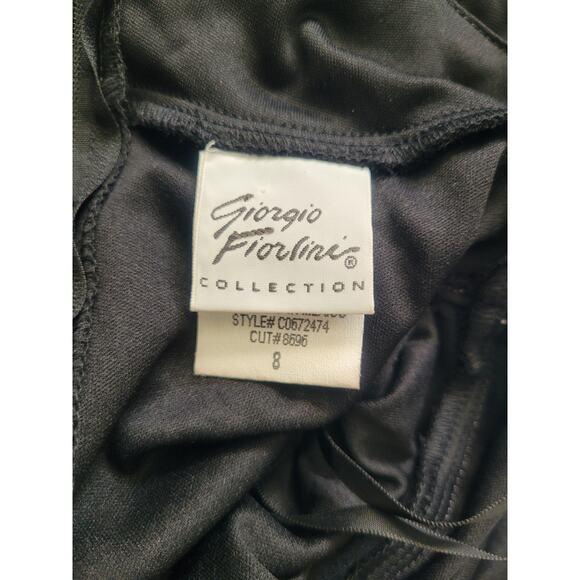 Giorgio
Fiorlini®
COLLECTION
STYLE# C0672474
CUT# 8696
8